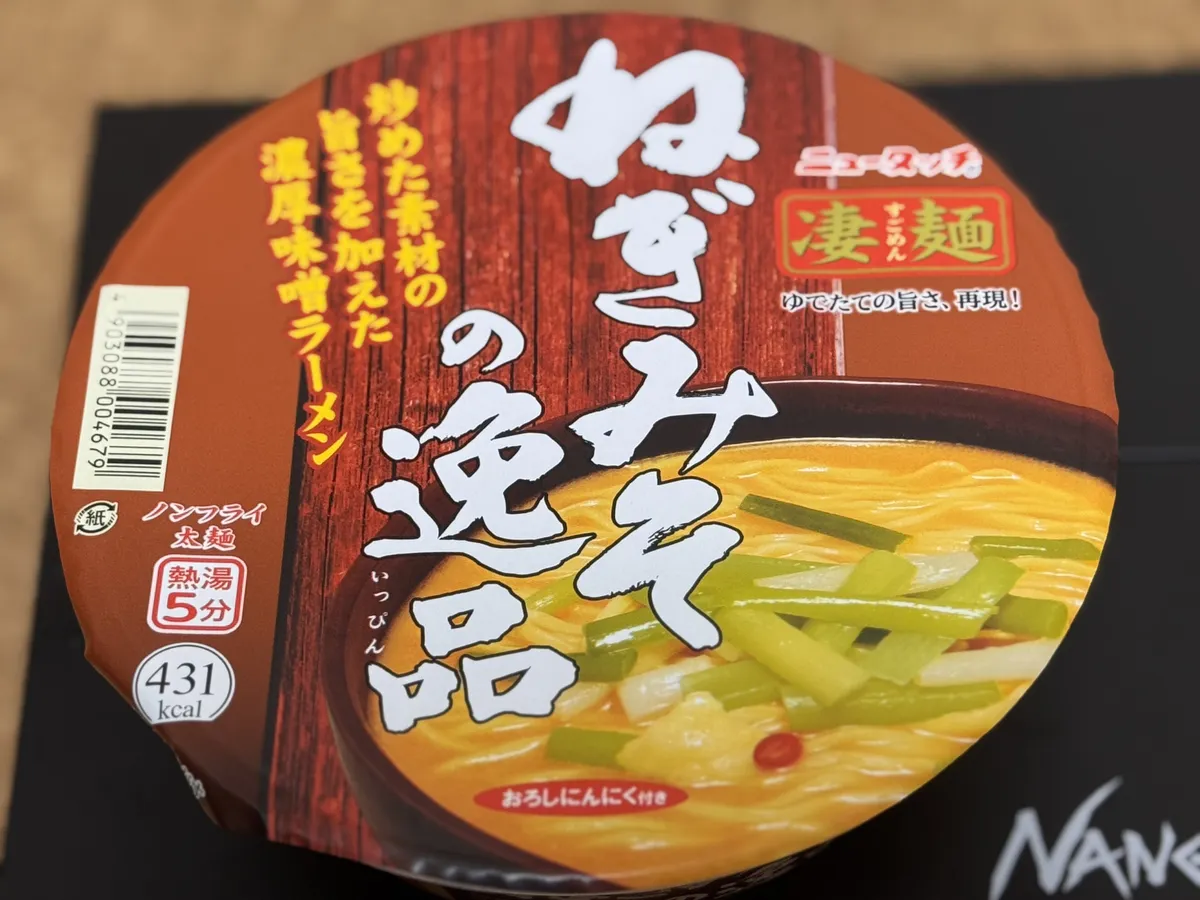 ねぎみそ
の逸品
いっぴん
炒めた素材の
旨さを加えた
濃厚味噌ラーメン
ニュータッチ
凄麺
すごめん
ゆでたての旨さ、再現!
4 903088 004679
紙
ノンフライ
太麺
熱湯
5分
431
kcal
おろしにんにく付き